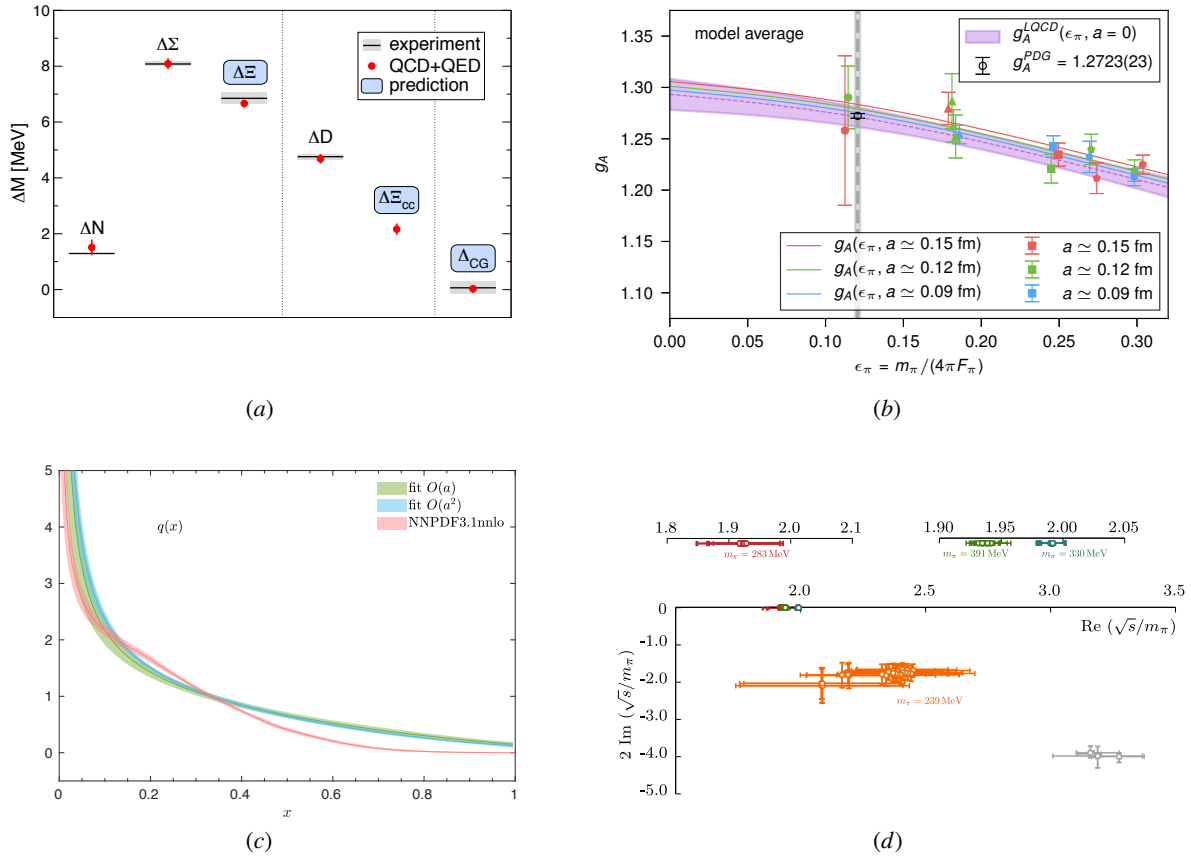 10
8
6
4
2
0
ΔM [MeV]
ΔN
ΔΣ
ΔΞ
ΔD
ΔΞcc
ΔCG
experiment
QCD+QED
prediction
(a)
model average
g_A^{LQCD}(ϵπ, a = 0)
g_A^{PDG} = 1.2723(23)
1.35
1.30
1.25
1.20
1.15
1.10
gA
gA(ϵπ, a ≃ 0.15 fm)
gA(ϵπ, a ≃ 0.12 fm)
gA(ϵπ, a ≃ 0.09 fm)
a ≃ 0.15 fm
a ≃ 0.12 fm
a ≃ 0.09 fm
0.00 0.05 0.10 0.15 0.20 0.25 0.30
ϵπ = mπ/(4πFπ)
(b)
5
4
3
2
1
0
q(x)
fit O(a)
fit O(a²)
NNPDF3.1nnlo
0 0.2 0.4 0.6 0.8 1
x
(c)
1.8 1.9 2.0 2.1
mπ = 283 MeV
1.90 1.95 2.00 2.05
mπ = 391 MeV
mπ = 330 MeV
2.0 2.5 3.0 3.5
Re (√s/mπ)
0
-1.0
-2.0
-3.0
-4.0
-5.0
2 Im (√s/mπ)
mπ = 239 MeV
(d)